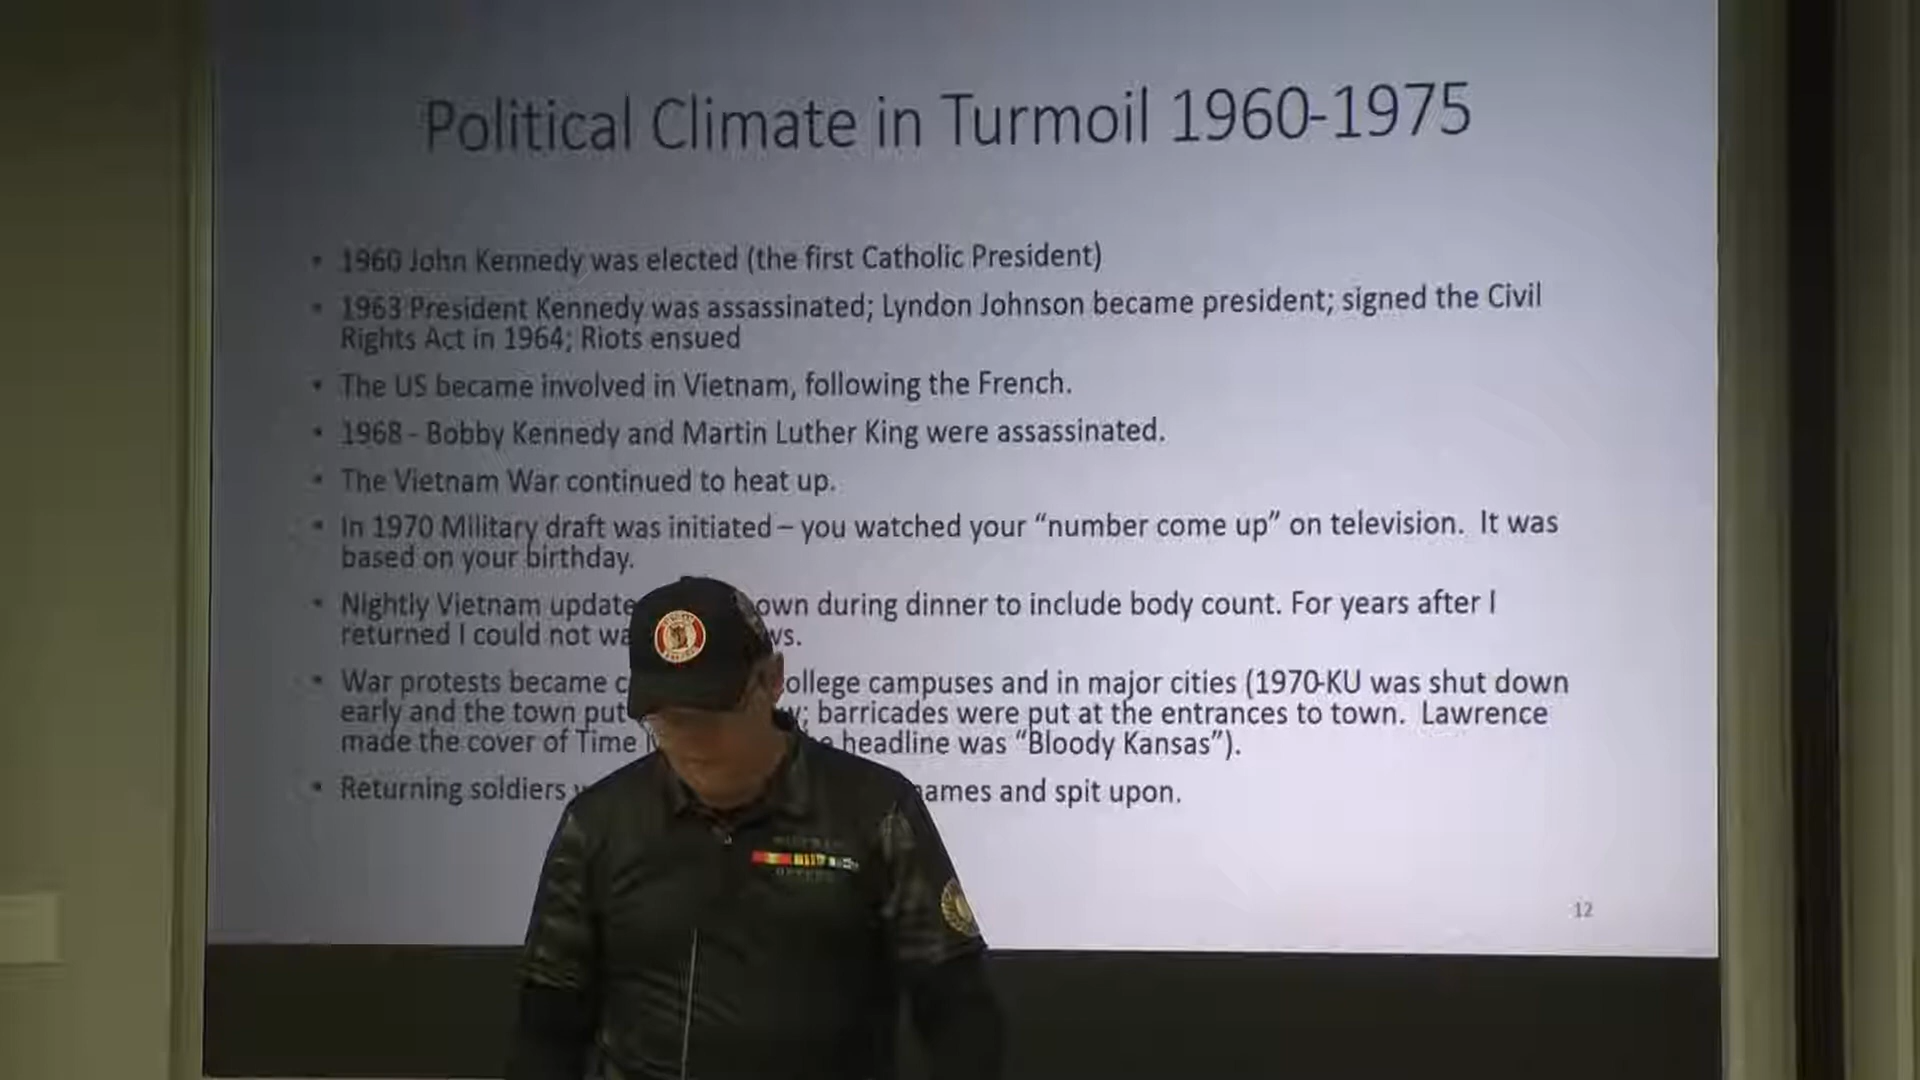 Political Climate in Turmoil 1960-1975
• 1960 John Kennedy was elected (the first Catholic President)
• 1963 President Kennedy was assassinated; Lyndon Johnson became president; signed the Civil
Rights Act in 1964; Riots ensued
• The US became involved in Vietnam, following the French.
• 1968 - Bobby Kennedy and Martin Luther King were assassinated.
• The Vietnam War continued to heat up.
• In 1970 Military draft was initiated – you watched your “number come up” on television. It was
based on your birthday.
• Nightly Vietnam update own during dinner to include body count. For years after I
returned I could not wa ws.
• War protests became c ollege campuses and in major cities (1970-KU was shut down
early and the town put ; barricades were put at the entrances to town. Lawrence
made the cover of Time headline was “Bloody Kansas”).
• Returning soldiers ames and spit upon.
12